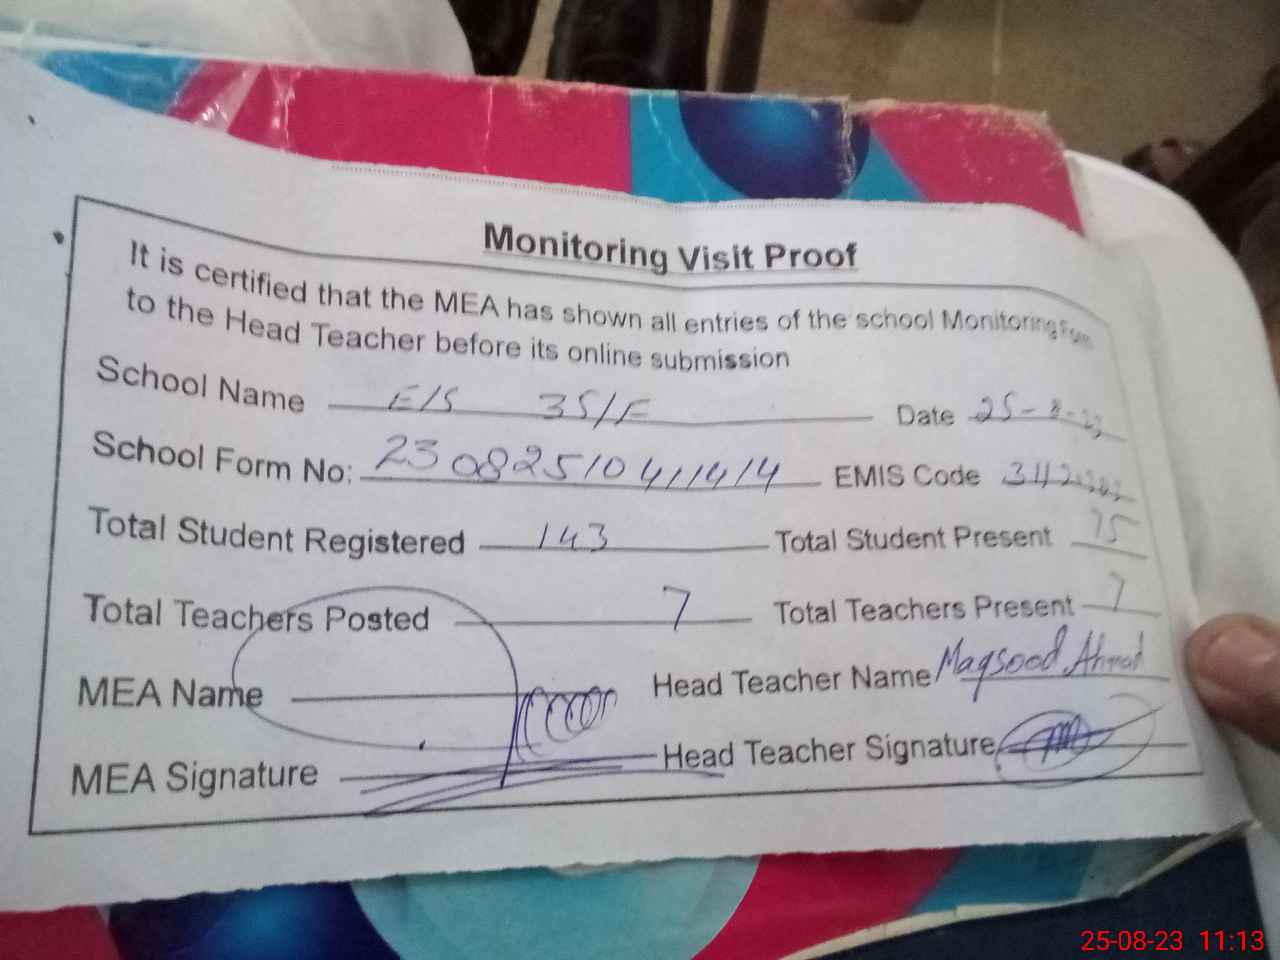 Monitoring Visit Proof
It is certified that the MEA has shown all entries of the school Monitoring Form
to the Head Teacher before its online submission
School Name E/S 35/F Date 25-8-23
School Form No: 230825104114 14 EMIS Code
Total Student Registered 143 Total Student Present 75
Total Teachers Posted 7 Total Teachers Present 7
MEA Name Head Teacher Name Maqsood Ahmad
MEA Signature Head Teacher Signature
25-08-23 11:13